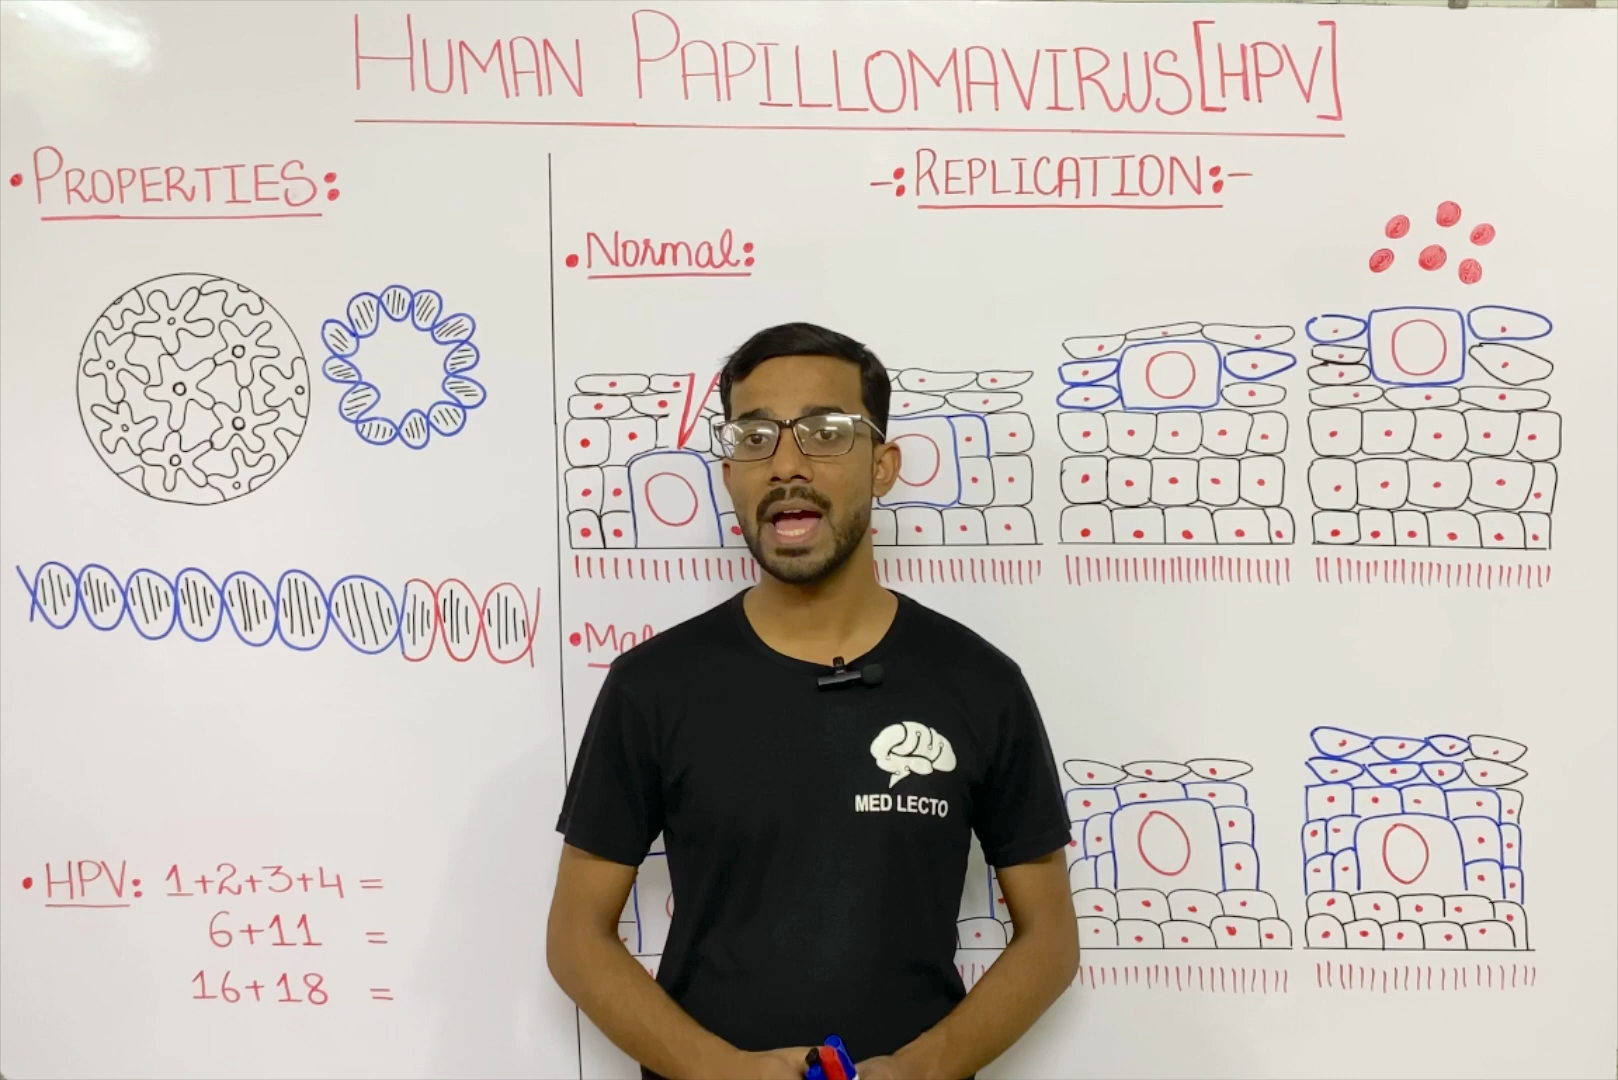 HUMAN PAPILLOMAVIRUS[HPV]
• PROPERTIES:
-:REPLICATION:-
• Normal:
• HPV: 1+2+3+4 =
6+11 =
16+18 =
MED LECTO